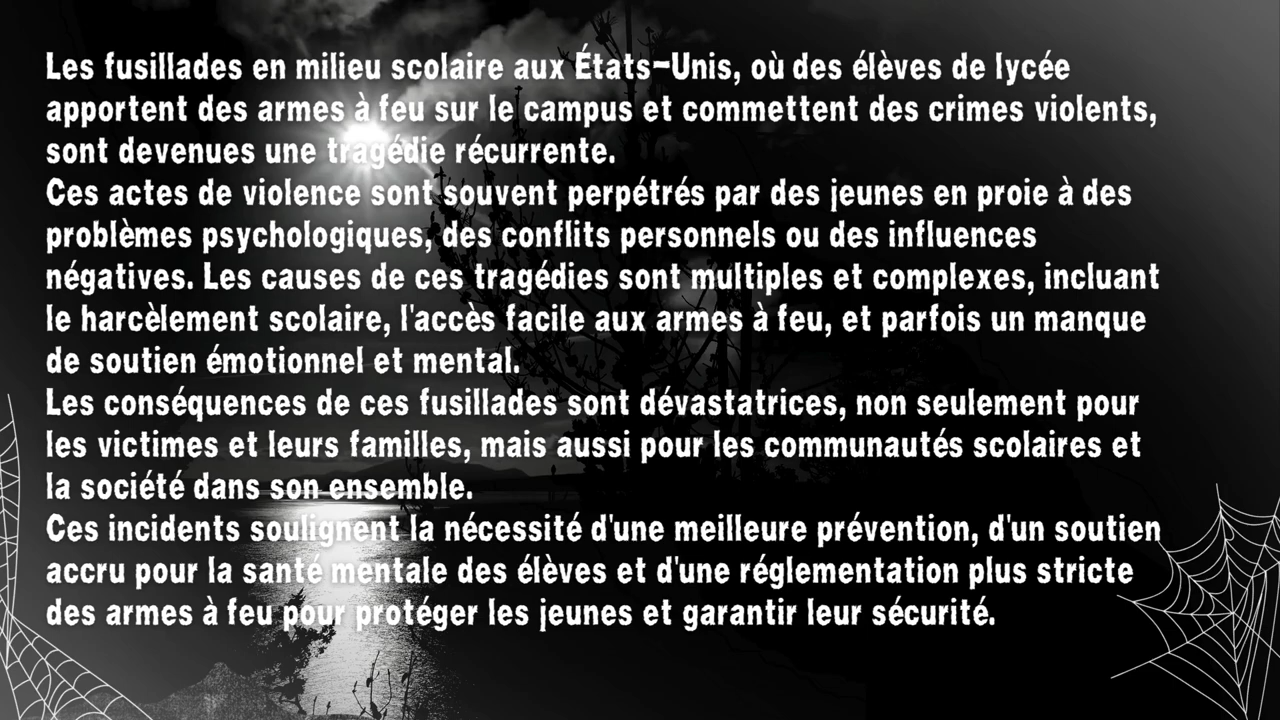 Les fusillades en milieu scolaire aux États-Unis, où des élèves de lycée
apportent des armes à feu sur le campus et commettent des crimes violents,
sont devenues une tragédie récurrente.
Ces actes de violence sont souvent perpétrés par des jeunes en proie à des
problèmes psychologiques, des conflits personnels ou des influences
négatives. Les causes de ces tragédies sont multiples et complexes, incluant
le harcèlement scolaire, l'accès facile aux armes à feu, et parfois un manque
de soutien émotionnel et mental.
Les conséquences de ces fusillades sont dévastatrices, non seulement pour
les victimes et leurs familles, mais aussi pour les communautés scolaires et
la société dans son ensemble.
Ces incidents soulignent la nécessité d'une meilleure prévention, d'un soutien
accru pour la santé mentale des élèves et d'une réglementation plus stricte
des armes à feu pour protéger les jeunes et garantir leur sécurité.